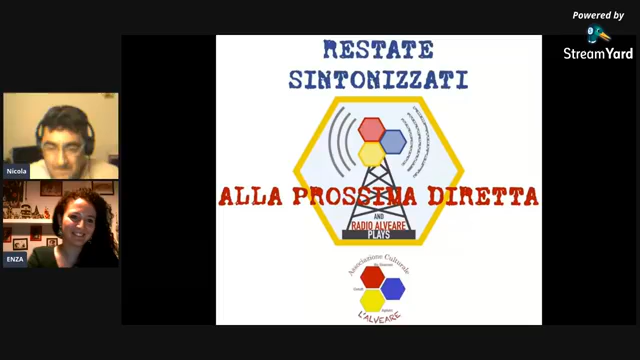 Powered by
StreamYard
RESTATE
SINTONIZZATI
ALLA PROSSIMA DIRETTA
AND
RADIO ALVEARE
PLAYS
Associazione Culturale
L'ALVEARE
Nicola
ENZA